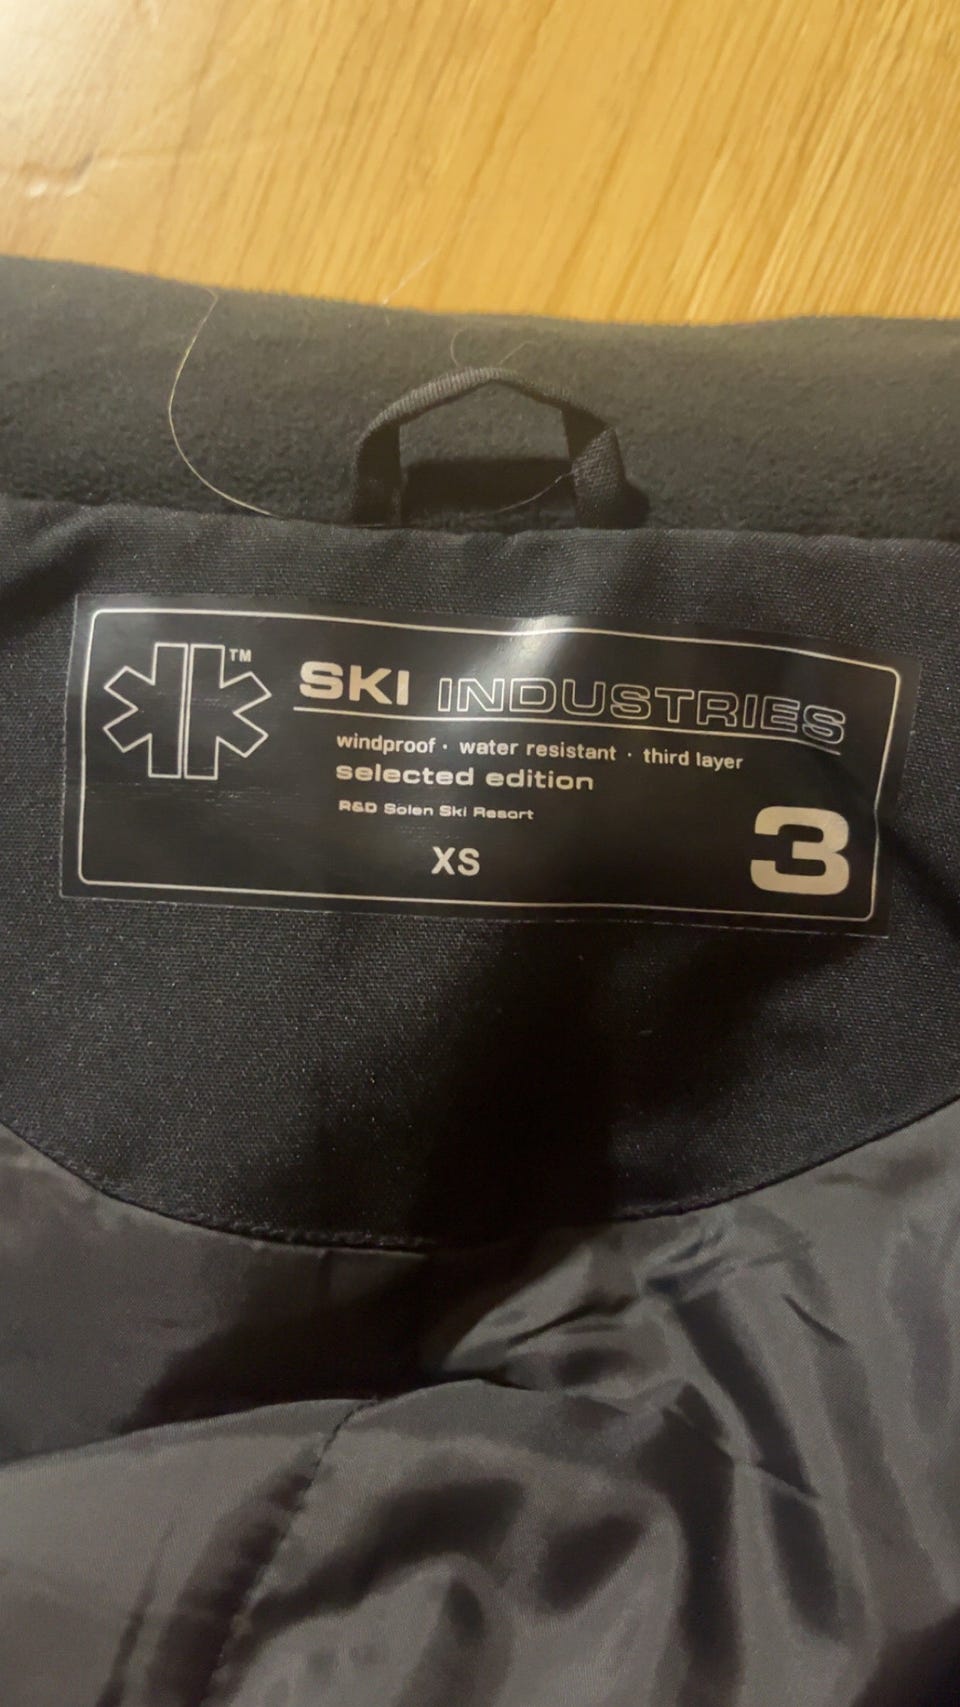 TM
SKI INDUSTRIES
windproof · water resistant · third layer
selected edition
R&D Solen Ski Resort
XS
3